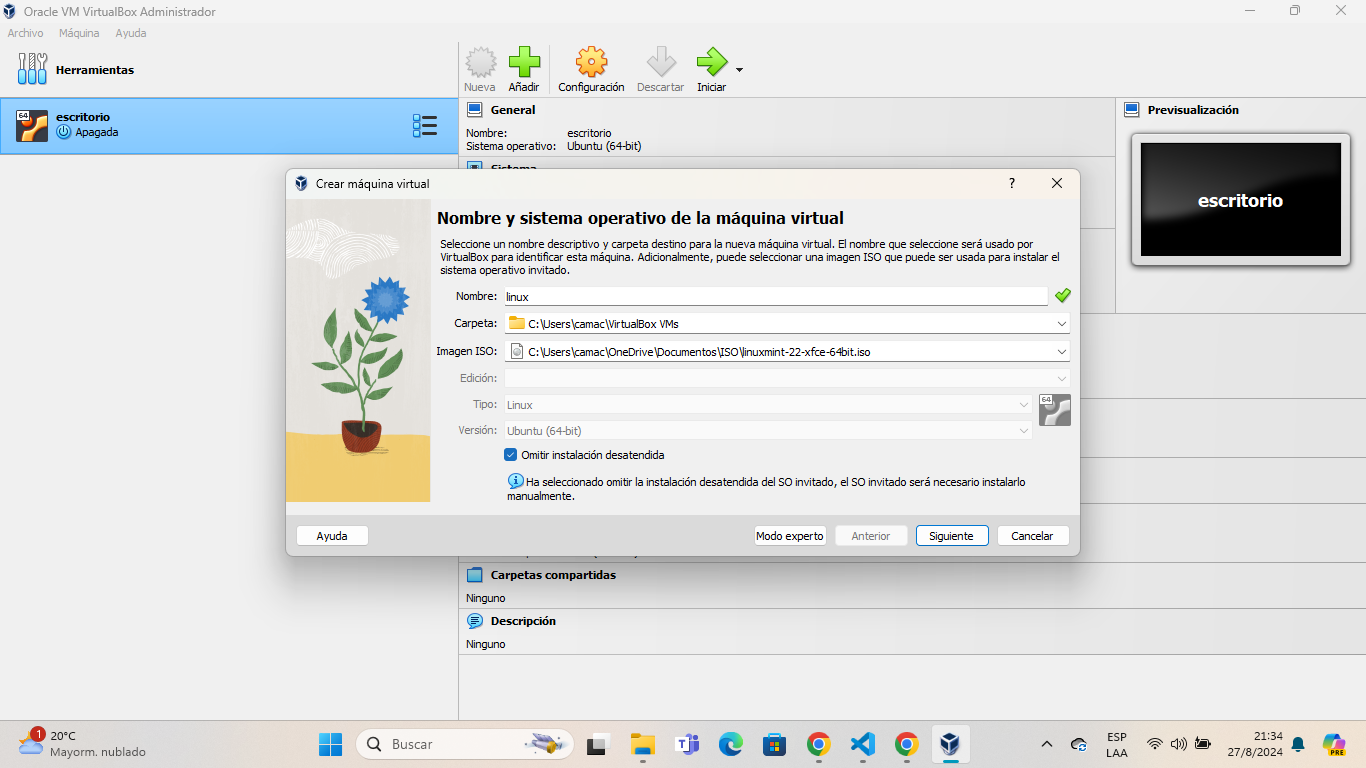 Oracle VM VirtualBox Administrador
Archivo Máquina Ayuda
Herramientas
Nueva Añadir Configuración Descartar Iniciar
64
escritorio
Apagada
General
Nombre: escritorio
Sistema operativo: Ubuntu (64-bit)
Sistema
Previsualización
escritorio
Crear máquina virtual
?
Nombre y sistema operativo de la máquina virtual
Seleccione un nombre descriptivo y carpeta destino para la nueva máquina virtual. El nombre que seleccione será usado por
VirtualBox para identificar esta máquina. Adicionalmente, puede seleccionar una imagen ISO que puede ser usada para instalar el
sistema operativo invitado.
Nombre: linux
Carpeta: C:\Users\camac\VirtualBox VMs
Imagen ISO: C:\Users\camac\OneDrive\Documentos\ISO\linuxmint-22-xfce-64bit.iso
Edición:
Tipo: Linux
64
Versión: Ubuntu (64-bit)
Omitir instalación desatendida
Ha seleccionado omitir la instalación desatendida del SO invitado, el SO invitado será necesario instalarlo
manualmente.
Ayuda Modo experto Anterior Siguiente Cancelar
Carpetas compartidas
Ninguno
Descripción
Ninguno
1
20°C
Mayorm. nublado
Buscar
ESP
LAA
21:34
27/8/2024
PRE